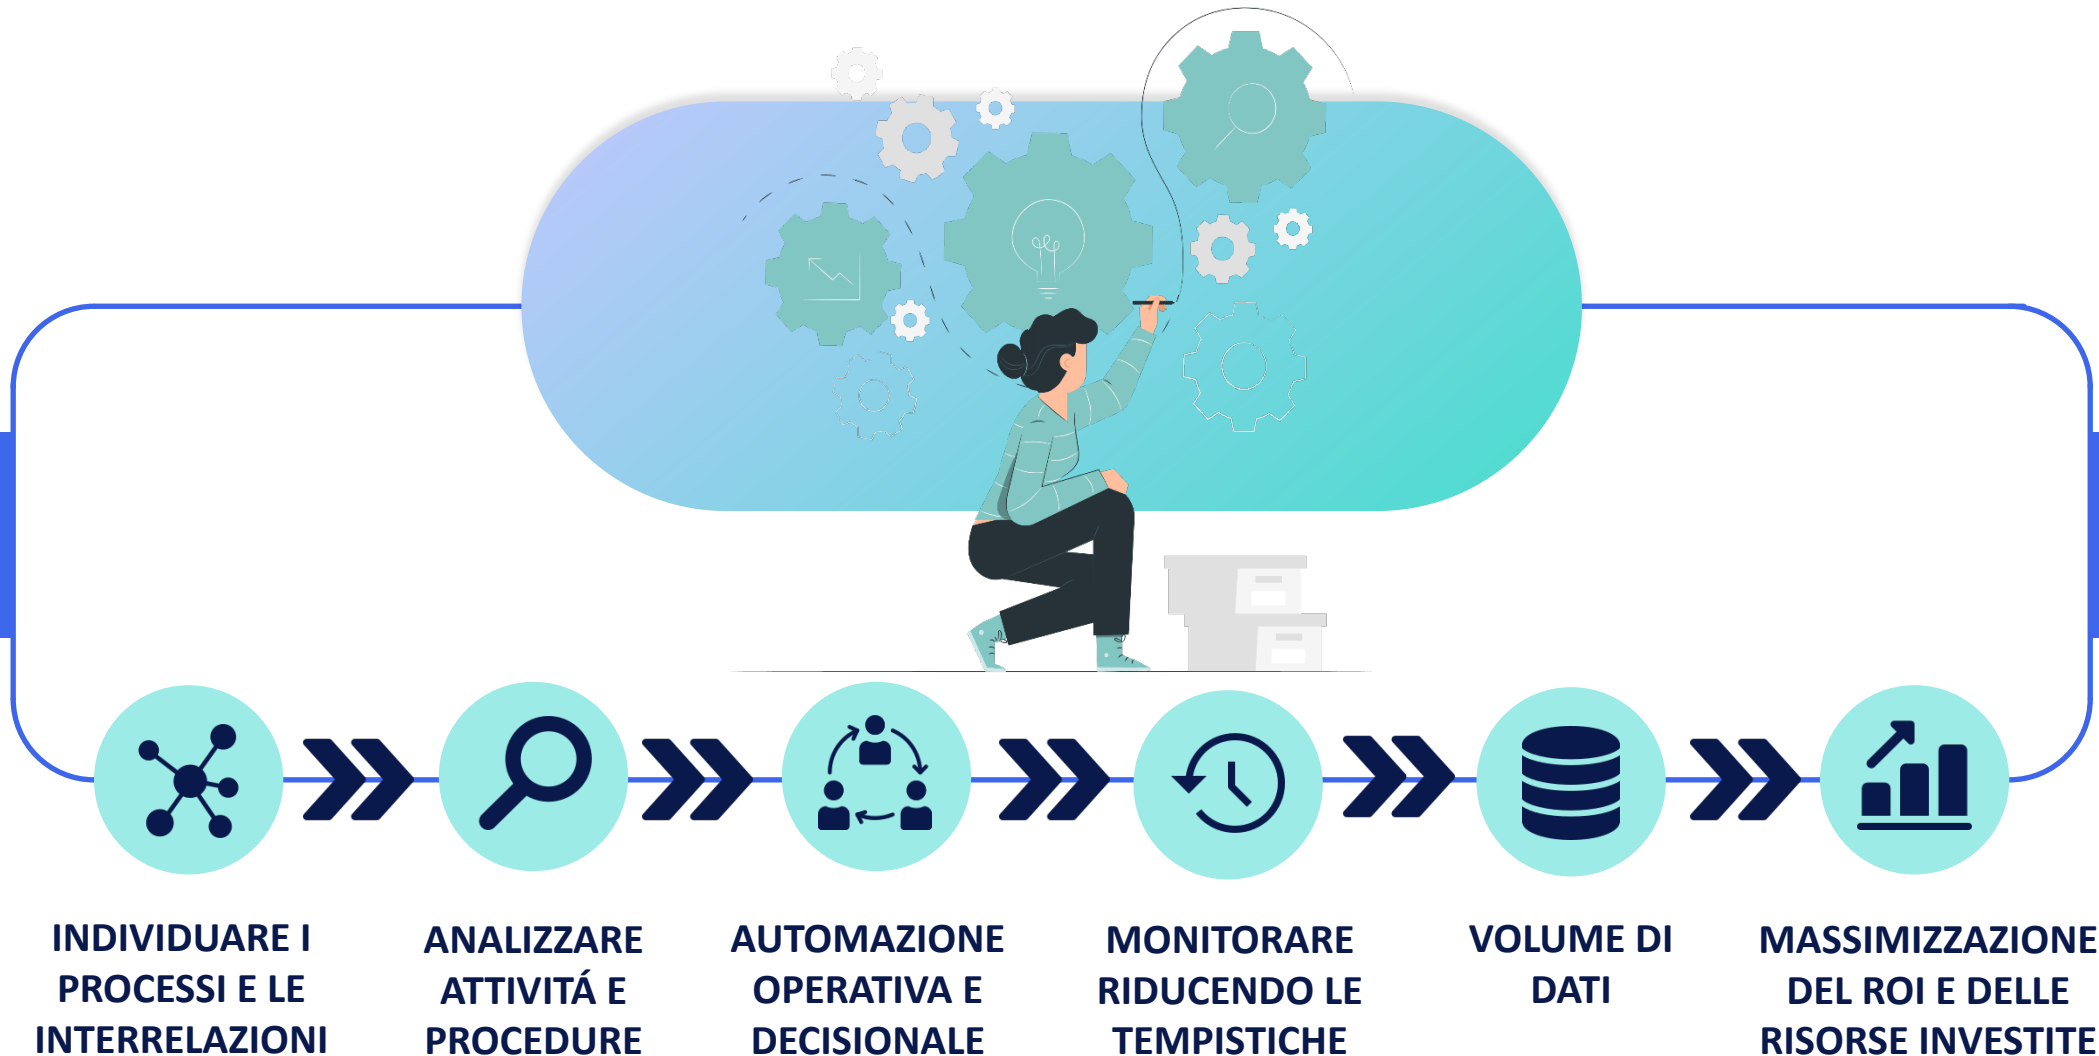 INDIVIDUARE I
PROCESSI E LE
INTERRELAZIONI
ANALIZZARE
ATTIVITÁ E
PROCEDURE
AUTOMAZIONE
OPERATIVA E
DECISIONALE
MONITORARE
RIDUCENDO LE
TEMPISTICHE
VOLUME DI
DATI
MASSIMIZZAZIONE
DEL ROI E DELLE
RISORSE INVESTITE